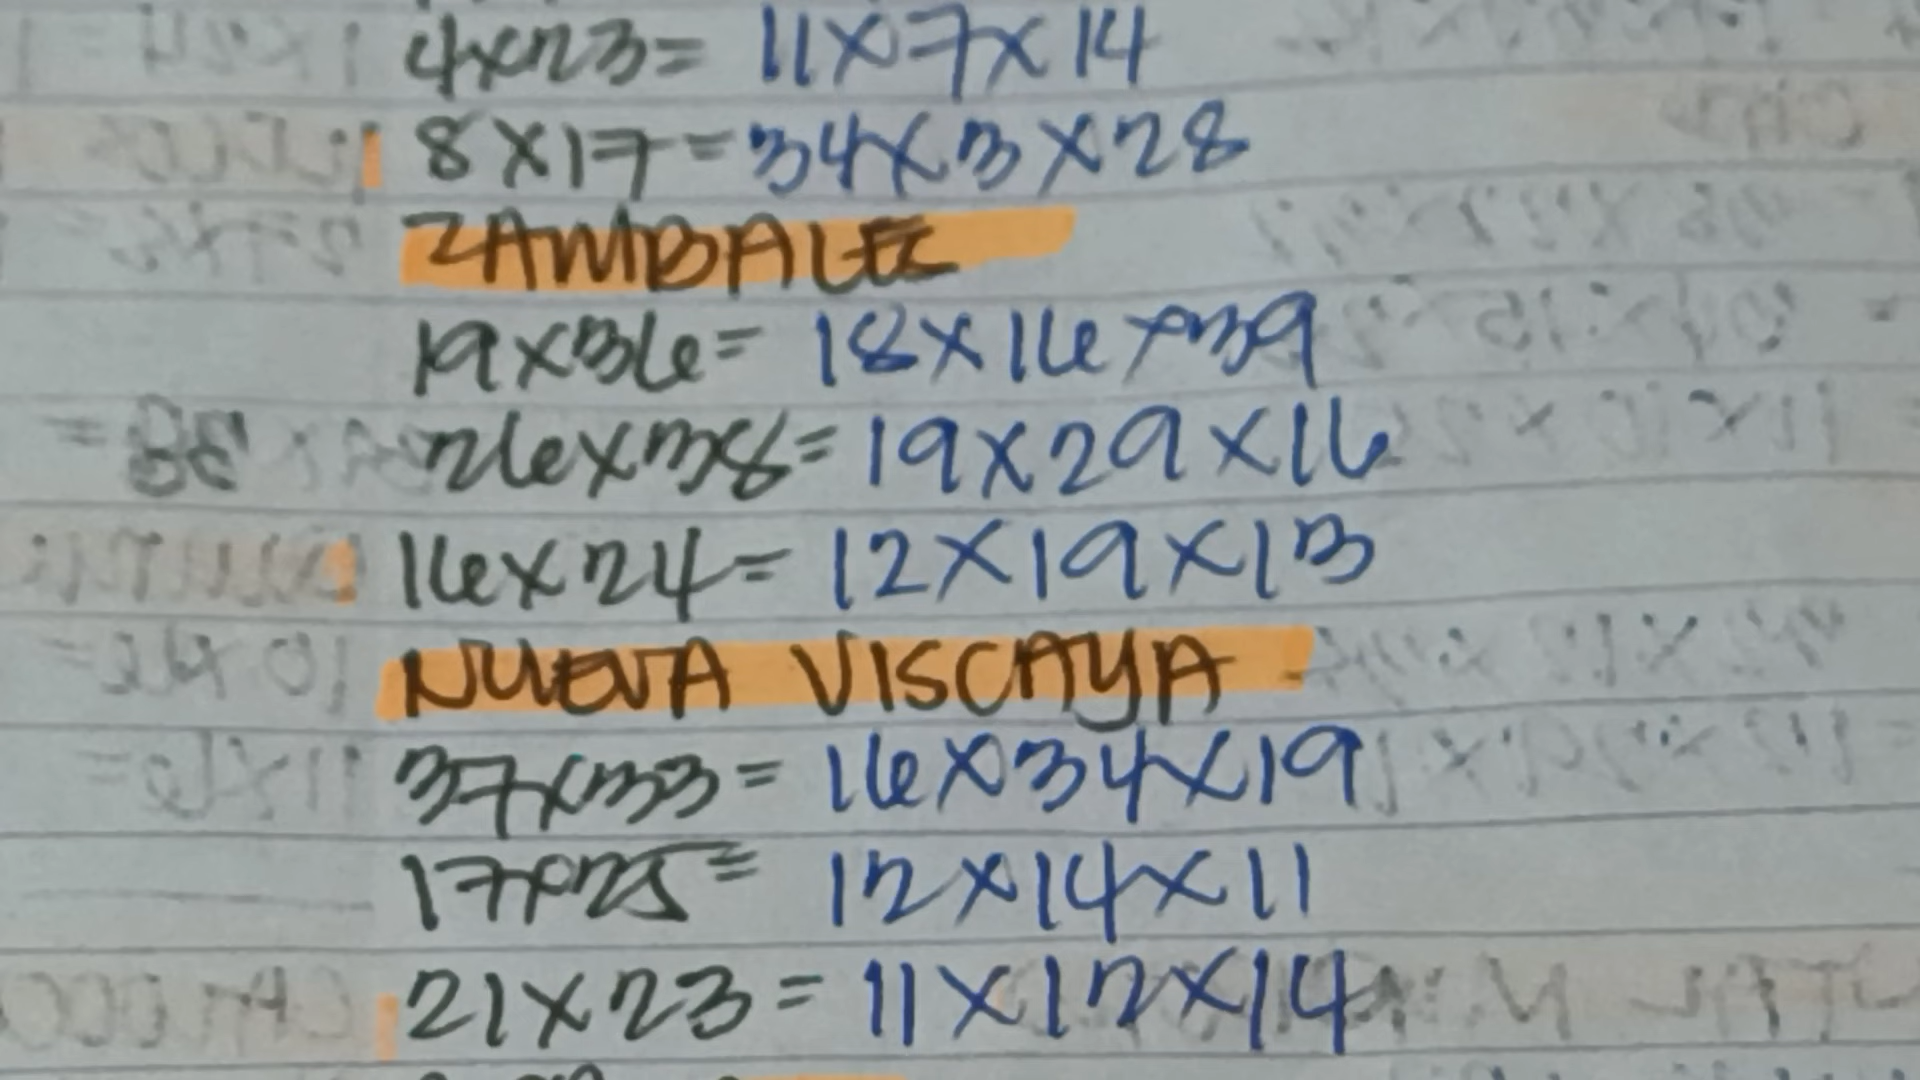 4x23= 11x7x14
8x17=34x3x28
ZAMBALES
19x36= 18x16x39
26x38= 19x29x16
16x24= 12x19x13
NUEVA VISCAYA
37x33= 16x34x19
17x25= 12x14x11
21x23= 11x12x14